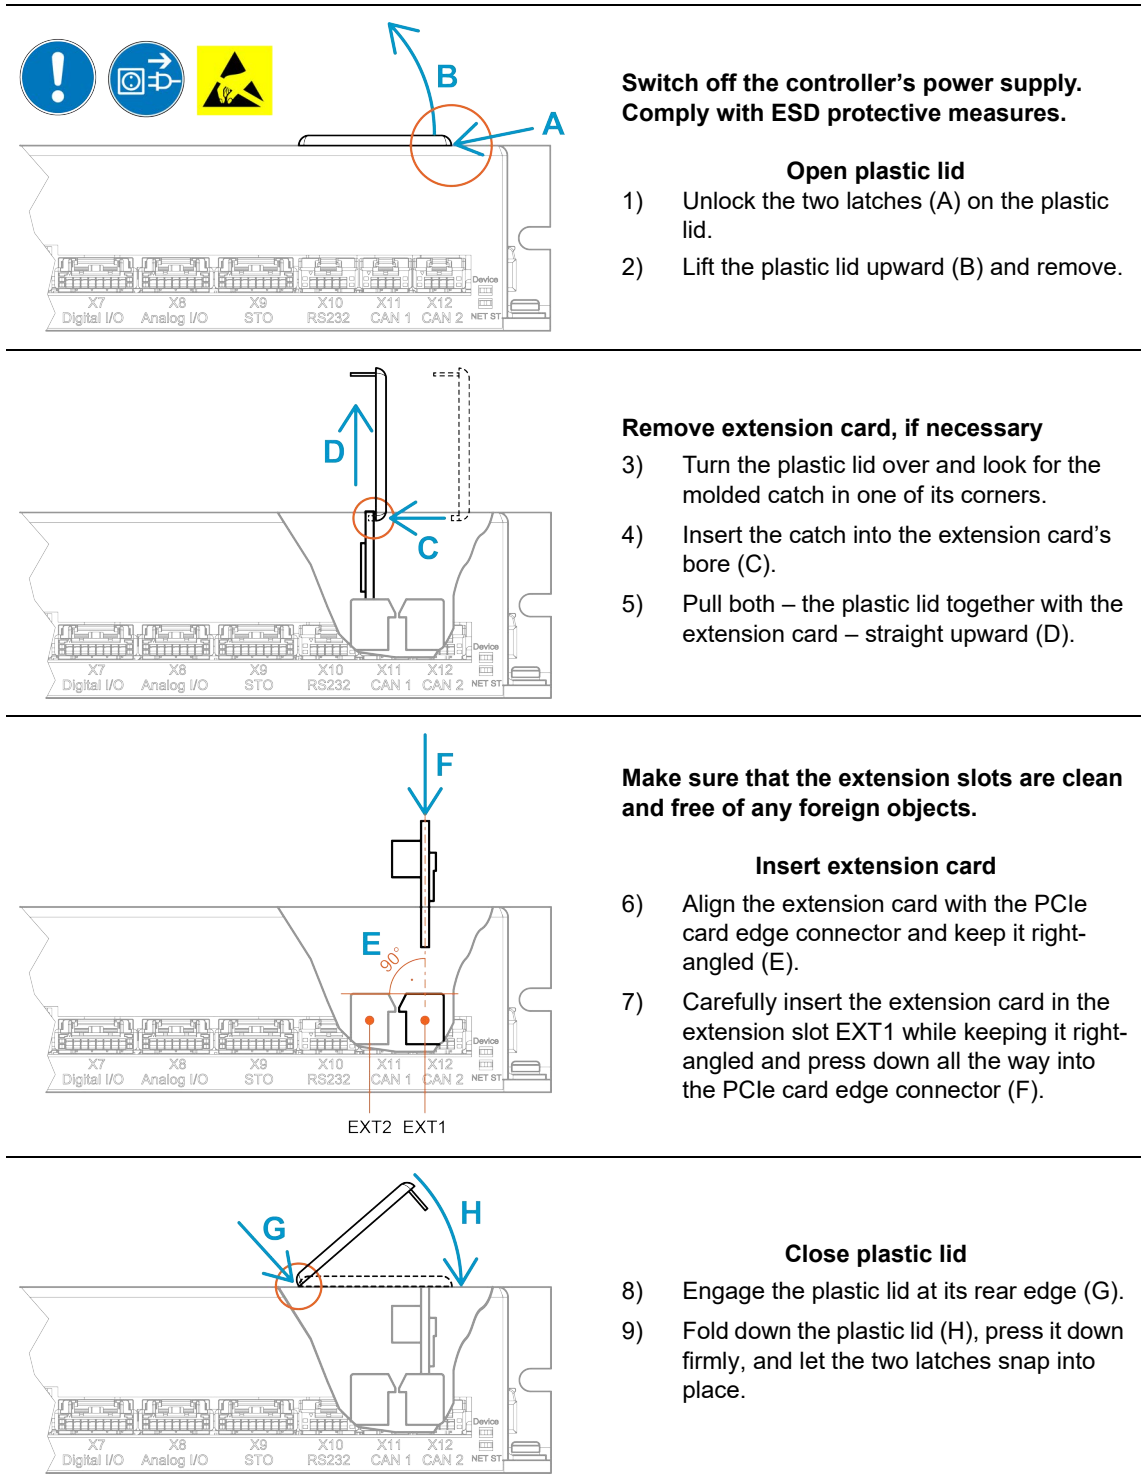 B
A
X7 X8 X9 X10 X11 X12
Digital I/O Analog I/O STO RS232 CAN 1 CAN 2
Device
NET ST
Switch off the controller's power supply.
Comply with ESD protective measures.
Open plastic lid
1) Unlock the two latches (A) on the plastic
lid.
2) Lift the plastic lid upward (B) and remove.
D
C
Device
X7 X8 X9 X10 X11 X12
Digital I/O Analog I/O STO RS232 CAN 1 CAN 2 NET ST
Remove extension card, if necessary
3) Turn the plastic lid over and look for the
molded catch in one of its corners.
4) Insert the catch into the extension card's
bore (C).
5) Pull both – the plastic lid together with the
extension card – straight upward (D).
F
E
90°
Device
X7 X8 X9 X10 X11 X12
Digital I/O Analog I/O STO RS232 CAN 1 CAN 2 NET ST
EXT2 EXT1
Make sure that the extension slots are clean
and free of any foreign objects.
Insert extension card
6) Align the extension card with the PCIe
card edge connector and keep it right-
angled (E).
7) Carefully insert the extension card in the
extension slot EXT1 while keeping it right-
angled and press down all the way into
the PCIe card edge connector (F).
G
H
Device
X7 X8 X9 X10 X11 X12
Digital I/O Analog I/O STO RS232 CAN 1 CAN 2 NET ST
Close plastic lid
8) Engage the plastic lid at its rear edge (G).
9) Fold down the plastic lid (H), press it down
firmly, and let the two latches snap into
place.